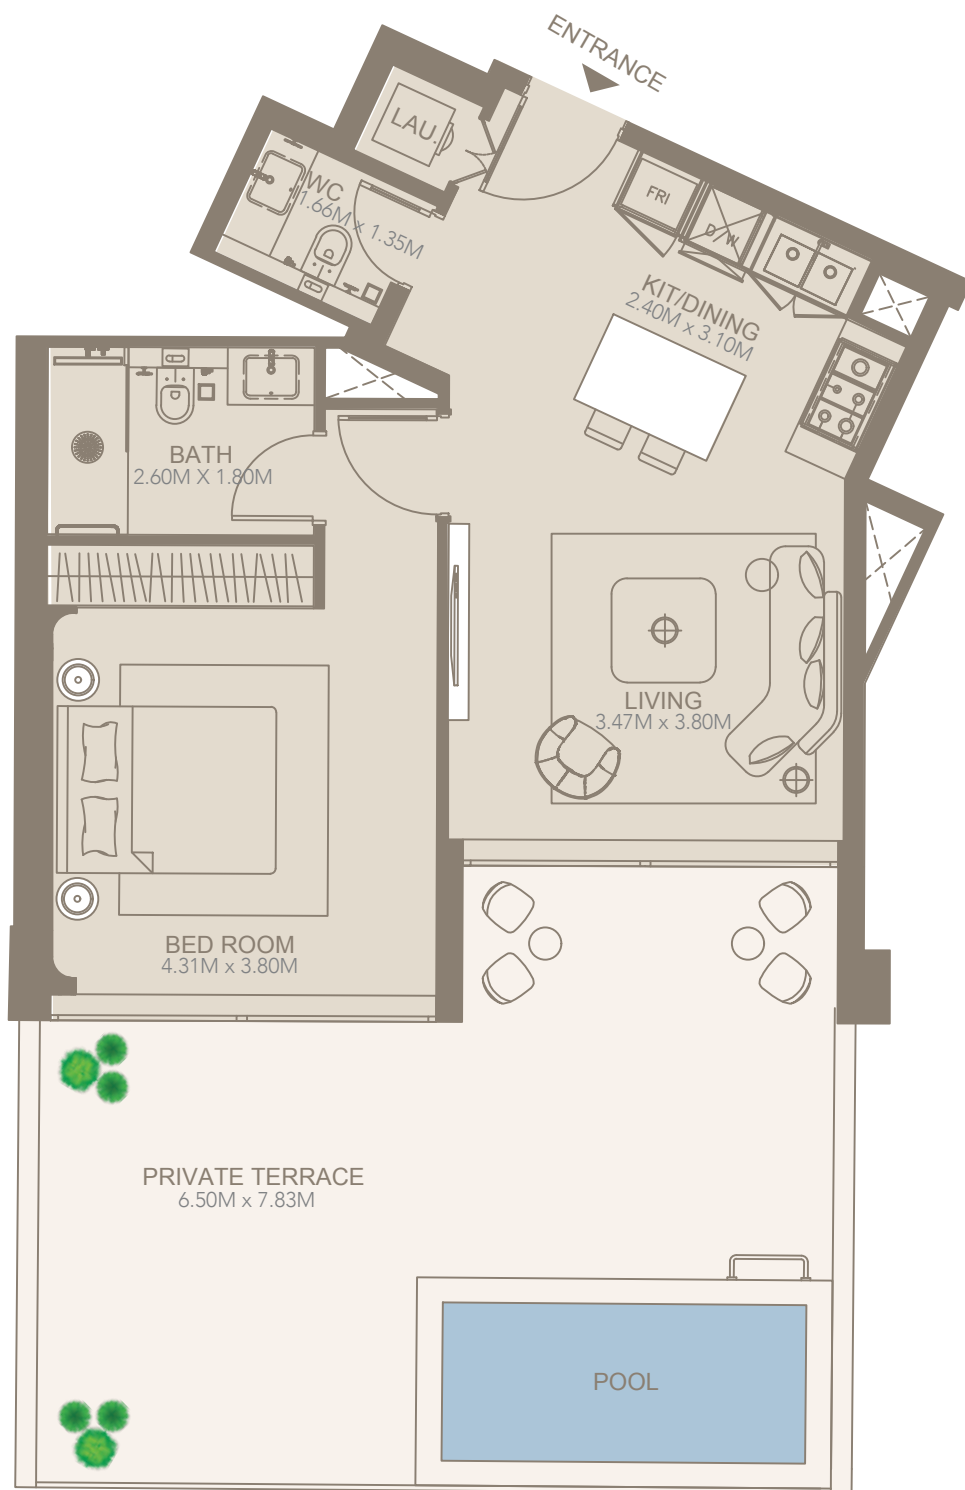 ENTRANCE
LAU.
WC
1.66M x 1.35M
FRI
D/W
KIT/DINING
2.40M x 3.10M
BATH
2.60M X 1.80M
LIVING
3.47M x 3.80M
BED ROOM
4.31M x 3.80M
PRIVATE TERRACE
6.50M x 7.83M
POOL